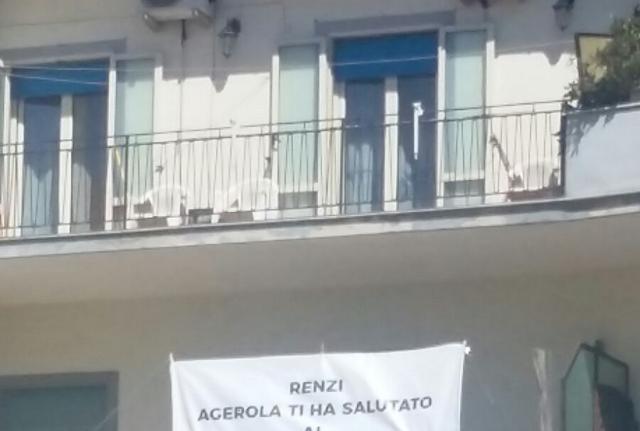 RENZI
AGEROLA TI HA SALUTATO